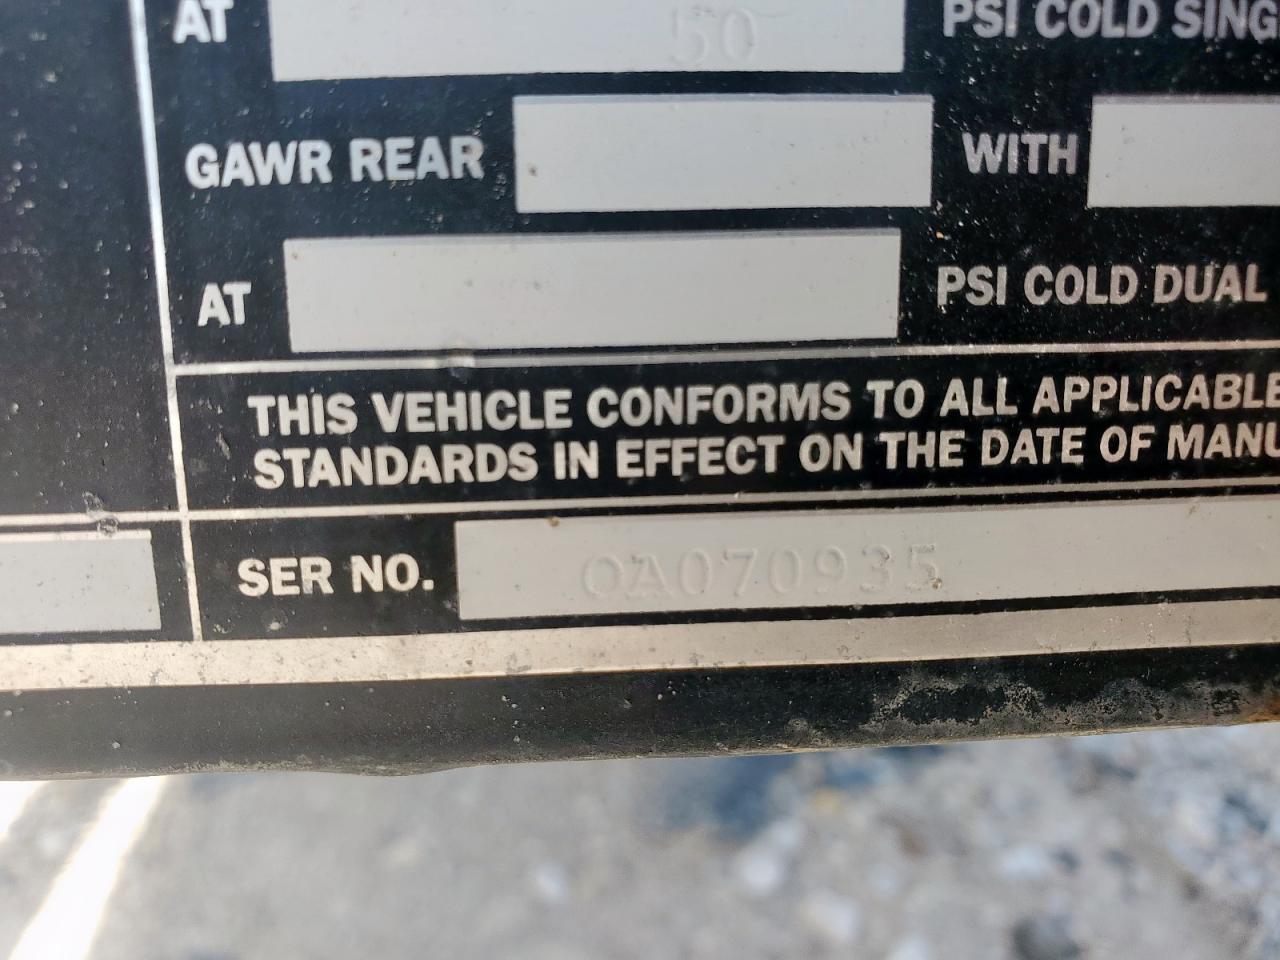 AT 50 PSI COLD SING
GAWR REAR WITH
AT PSI COLD DUAL
THIS VEHICLE CONFORMS TO ALL APPLICABLE
STANDARDS IN EFFECT ON THE DATE OF MANU
SER NO. OA070935